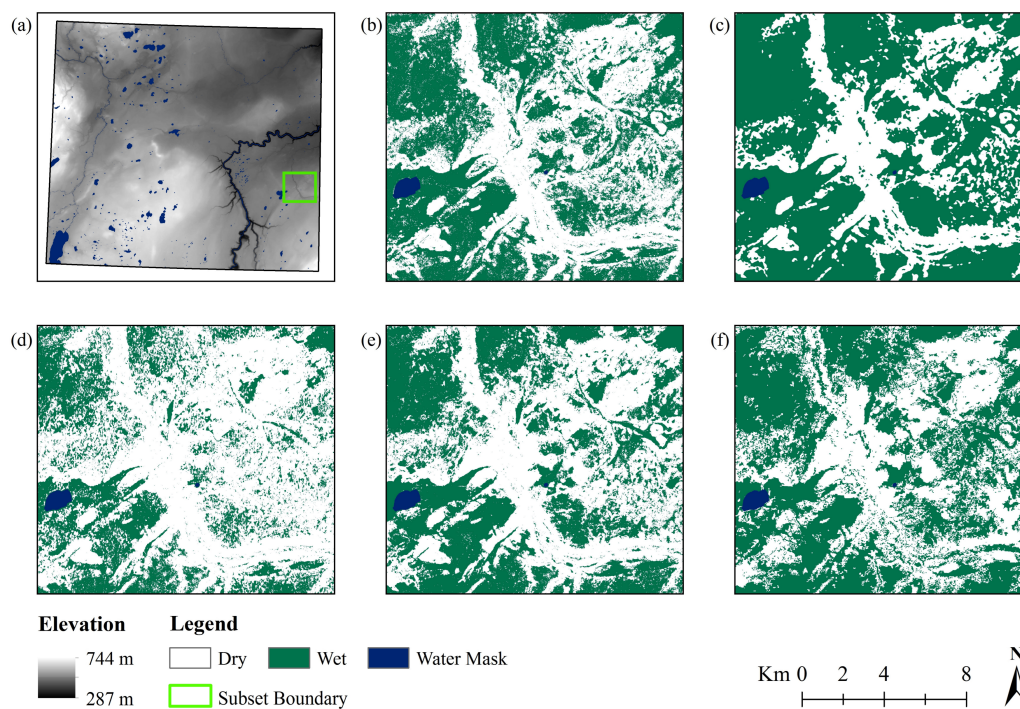 (a)
(b)
(c)
(d)
(e)
(f)
Elevation
744 m
287 m
Legend
Dry
Wet
Water Mask
Subset Boundary
Km 0 2 4 8
N